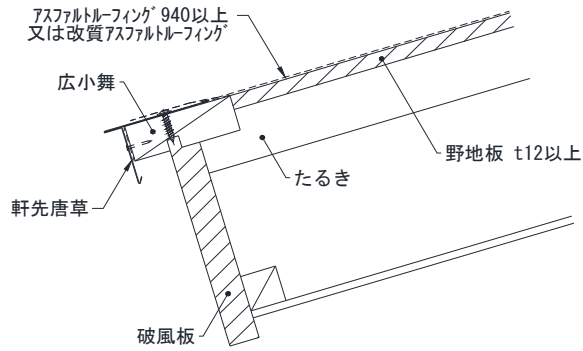 ｱｽﾌｧﾙﾄﾙｰﾌｨﾝｸﾞ940以上
又は改質ｱｽﾌｧﾙﾄﾙｰﾌｨﾝｸﾞ
広小舞
野地板 t12以上
たるき
軒先唐草
破風板